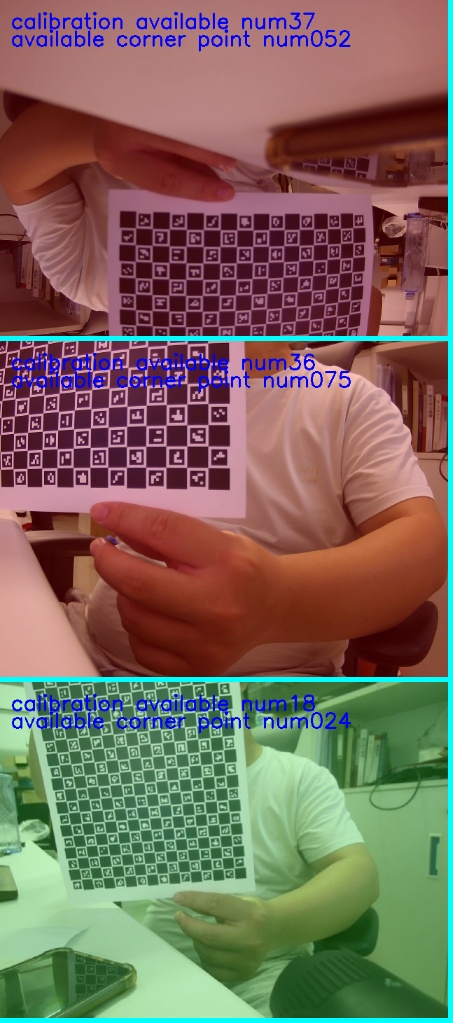 calibration available num37
available corner point num052
calibration available num36
available corner point num075
calibration available num18
available corner point num024